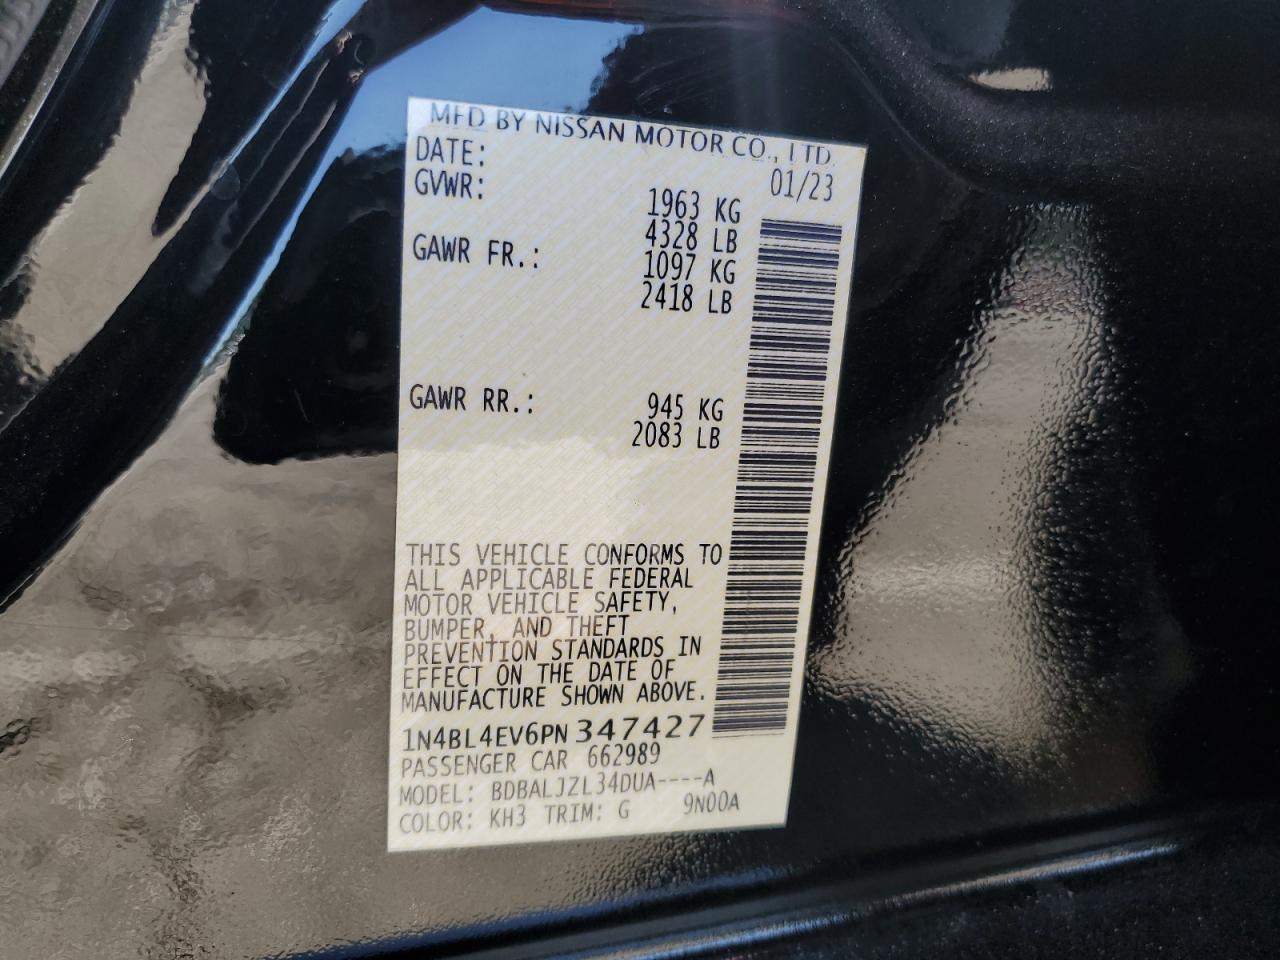 MFD BY NISSAN MOTOR CO., LTD.
DATE: 01/23
GVWR: 1963 KG
4328 LB
GAWR FR.: 1097 KG
2418 LB
GAWR RR.: 945 KG
2083 LB
THIS VEHICLE CONFORMS TO
ALL APPLICABLE FEDERAL
MOTOR VEHICLE SAFETY,
BUMPER, AND THEFT
PREVENTION STANDARDS IN
EFFECT ON THE DATE OF
MANUFACTURE SHOWN ABOVE.
1N4BL4EV6PN347427
PASSENGER CAR 662989
MODEL: BDBALJZL34DUA----A
COLOR: KH3 TRIM: G 9N00A